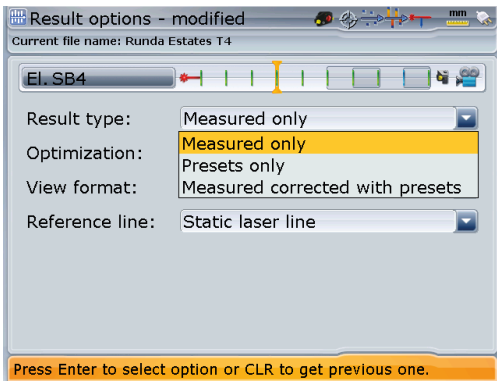 Result options - modified
mm
Current file name: Runda Estates T4
El. SB4
Result type: Measured only
Measured only
Optimization:
Presets only
View format: Measured corrected with presets
Reference line: Static laser line
Press Enter to select option or CLR to get previous one.